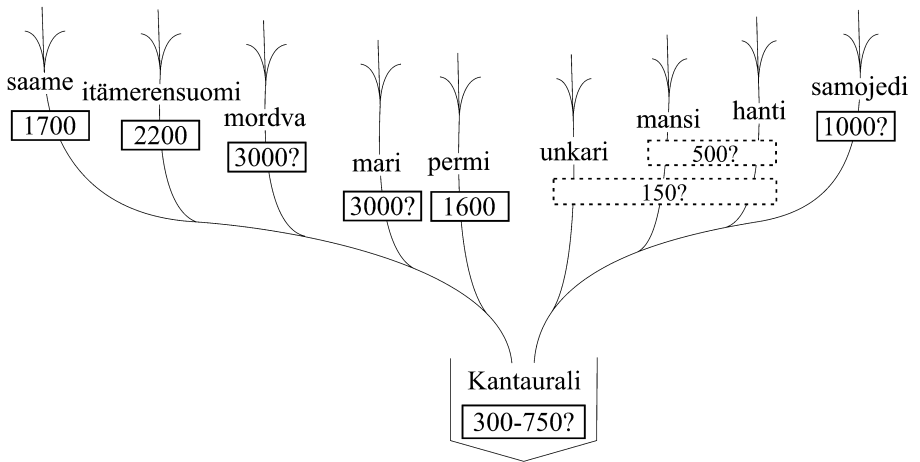 saame
1700
itämerensuomi
2200
mordva
3000?
mari
3000?
permi
1600
unkari
mansi
hanti
500?
150?
samojedi
1000?
Kantaurali
300-750?